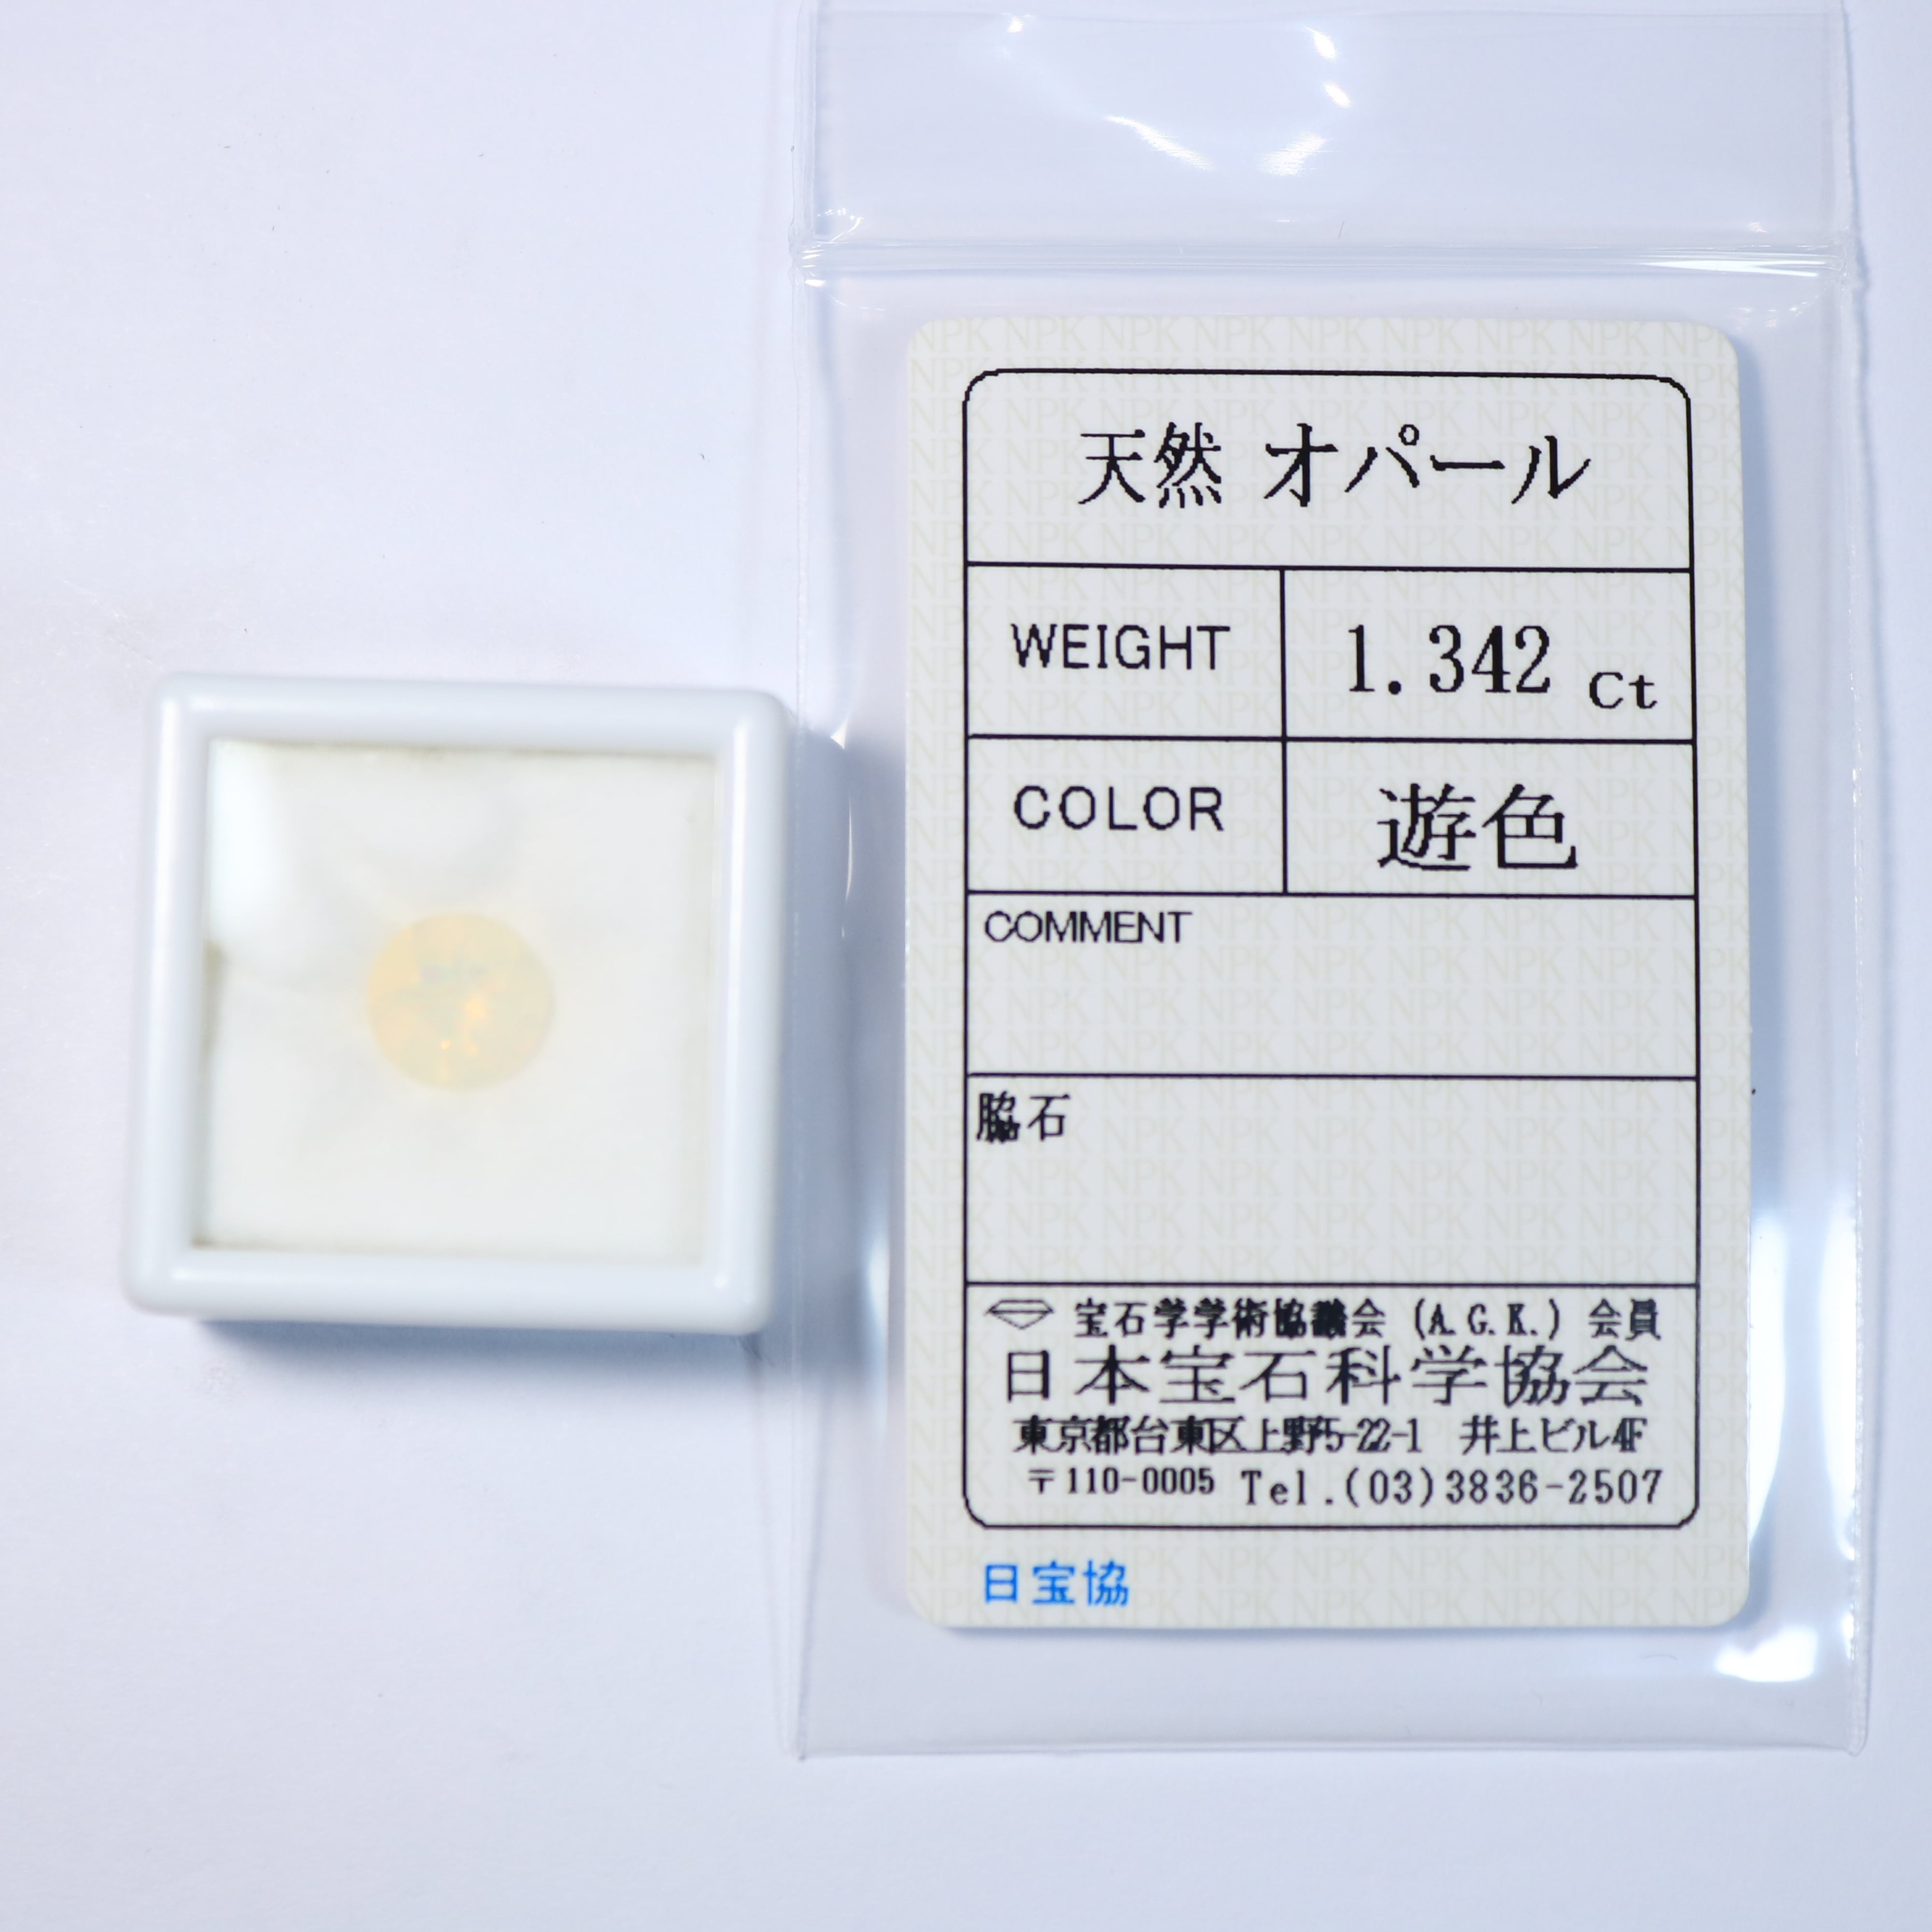 天然 オパール
WEIGHT 1.342 ct
COLOR 遊色
COMMENT
脇石
宝石学学術協議会 (A.G.K.) 会員
日本宝石科学協会
東京都台東区上野5-22-1 井上ビル4F
〒110-0005 Tel.(03)3836-2507
日宝協